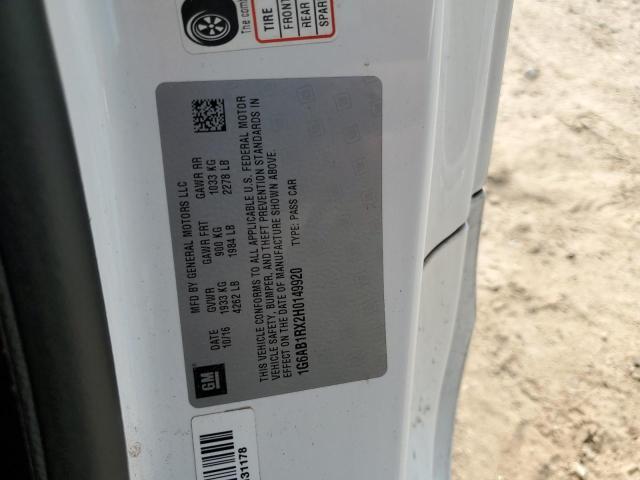 The com
TIRE
FRONT
REAR
SPARE
MFD BY GENERAL MOTORS LLC
DATE GVWR GAWR FRT GAWR RR
10/16 1933 KG 900 KG 1033 KG
4262 LB 1984 LB 2278 LB
THIS VEHICLE CONFORMS TO ALL APPLICABLE U.S. FEDERAL MOTOR
VEHICLE SAFETY, BUMPER, AND THEFT PREVENTION STANDARDS IN
EFFECT ON THE DATE OF MANUFACTURE SHOWN ABOVE.
1G6AB1RX2H0149920 TYPE: PASS CAR
GM
31178